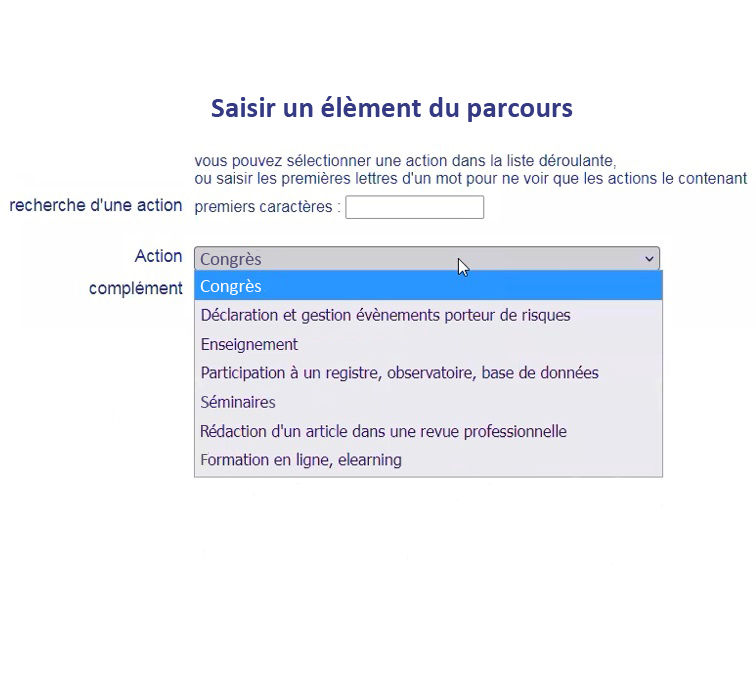 Saisir un élèment du parcours
vous pouvez sélectionner une action dans la liste déroulante,
ou saisir les premières lettres d'un mot pour ne voir que les actions le contenant
recherche d'une action premiers caractères :
Action Congrès
complément Congrès
Déclaration et gestion évènements porteur de risques
Enseignement
Participation à un registre, observatoire, base de données
Séminaires
Rédaction d'un article dans une revue professionnelle
Formation en ligne, elearning